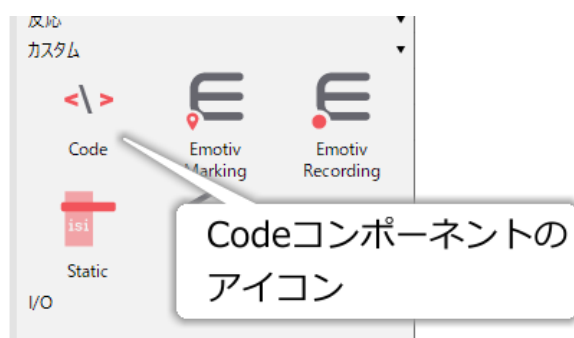 反応
カスタム
Code
Emotiv
Marking
Emotiv
Recording
isi
Static
I/O
Codeコンポーネントの
アイコン